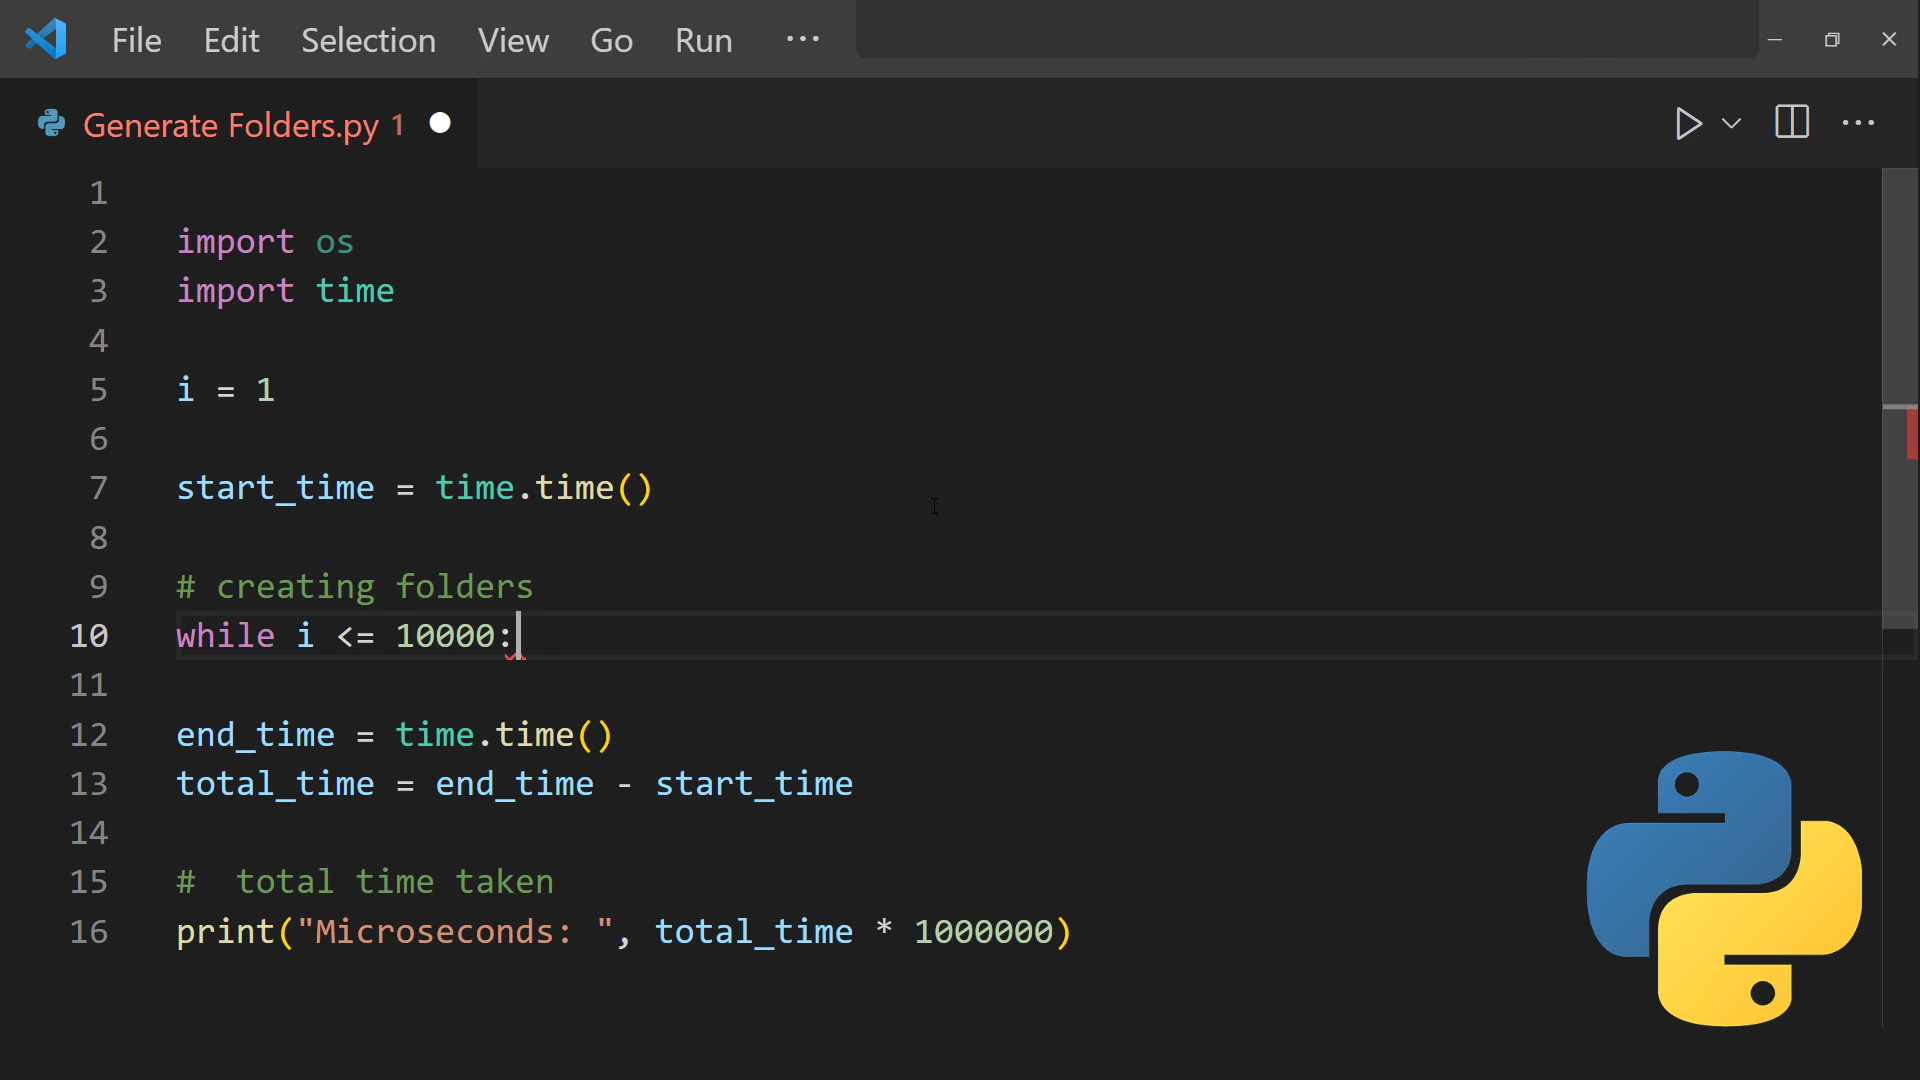 File Edit Selection View Go Run ...
Generate Folders.py 1
1
2 import os
3 import time
4
5 i = 1
6
7 start_time = time.time()
8
9 # creating folders
10 while i <= 10000:
11
12 end_time = time.time()
13 total_time = end_time - start_time
14
15 #  total time taken
16 print("Microseconds: ", total_time * 1000000)